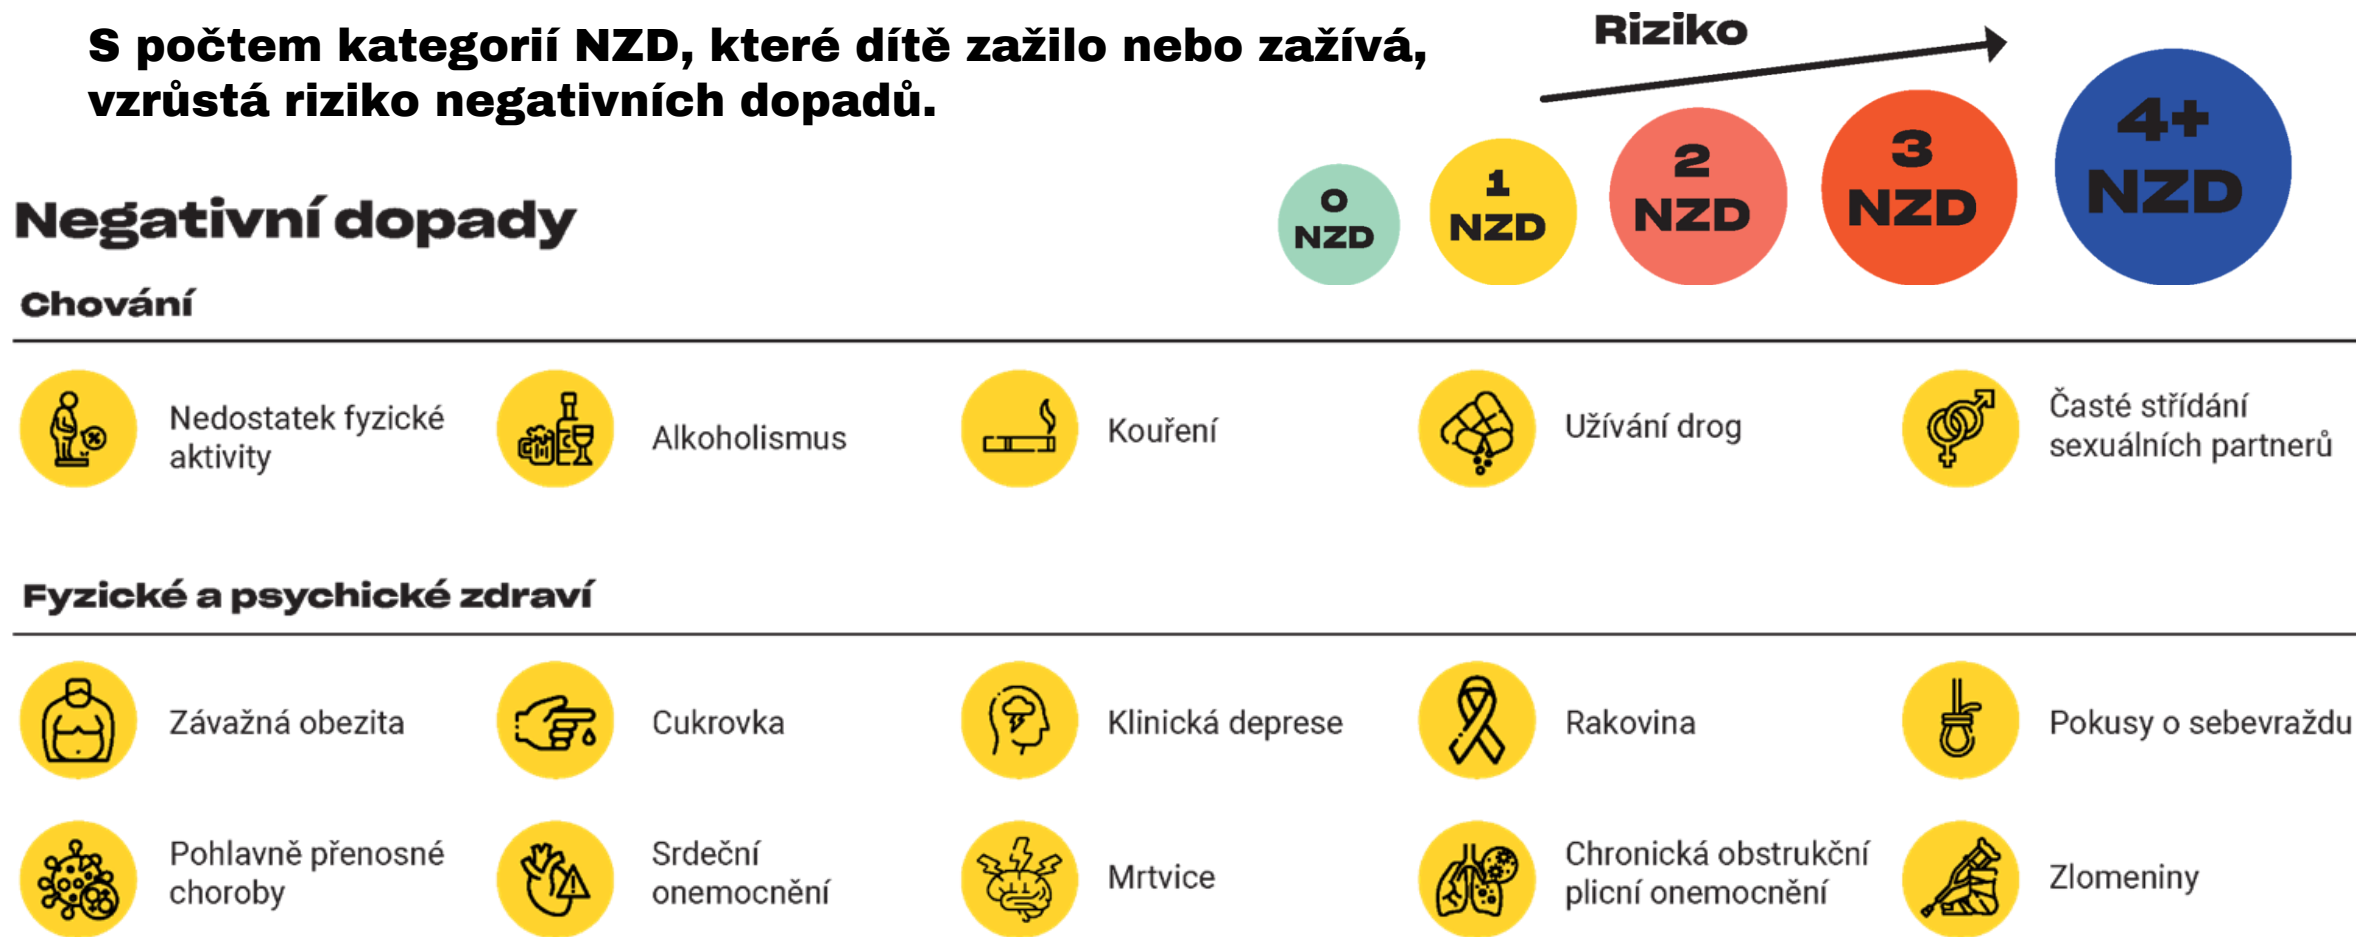 S počtem kategorií NZD, které dítě zažilo nebo zažívá,
vzrůstá riziko negativních dopadů.
Riziko
0
NZD
1
NZD
2
NZD
3
NZD
4+
NZD
Negativní dopady
Chování
Nedostatek fyzické
aktivity
Alkoholismus
Kouření
Užívání drog
Časté střídání
sexuálních partnerů
Fyzické a psychické zdraví
Závažná obezita
Cukrovka
Klinická deprese
Rakovina
Pokusy o sebevraždu
Pohlavně přenosné
choroby
Srdeční
onemocnění
Mrtvice
Chronická obstrukční
plicní onemocnění
Zlomeniny